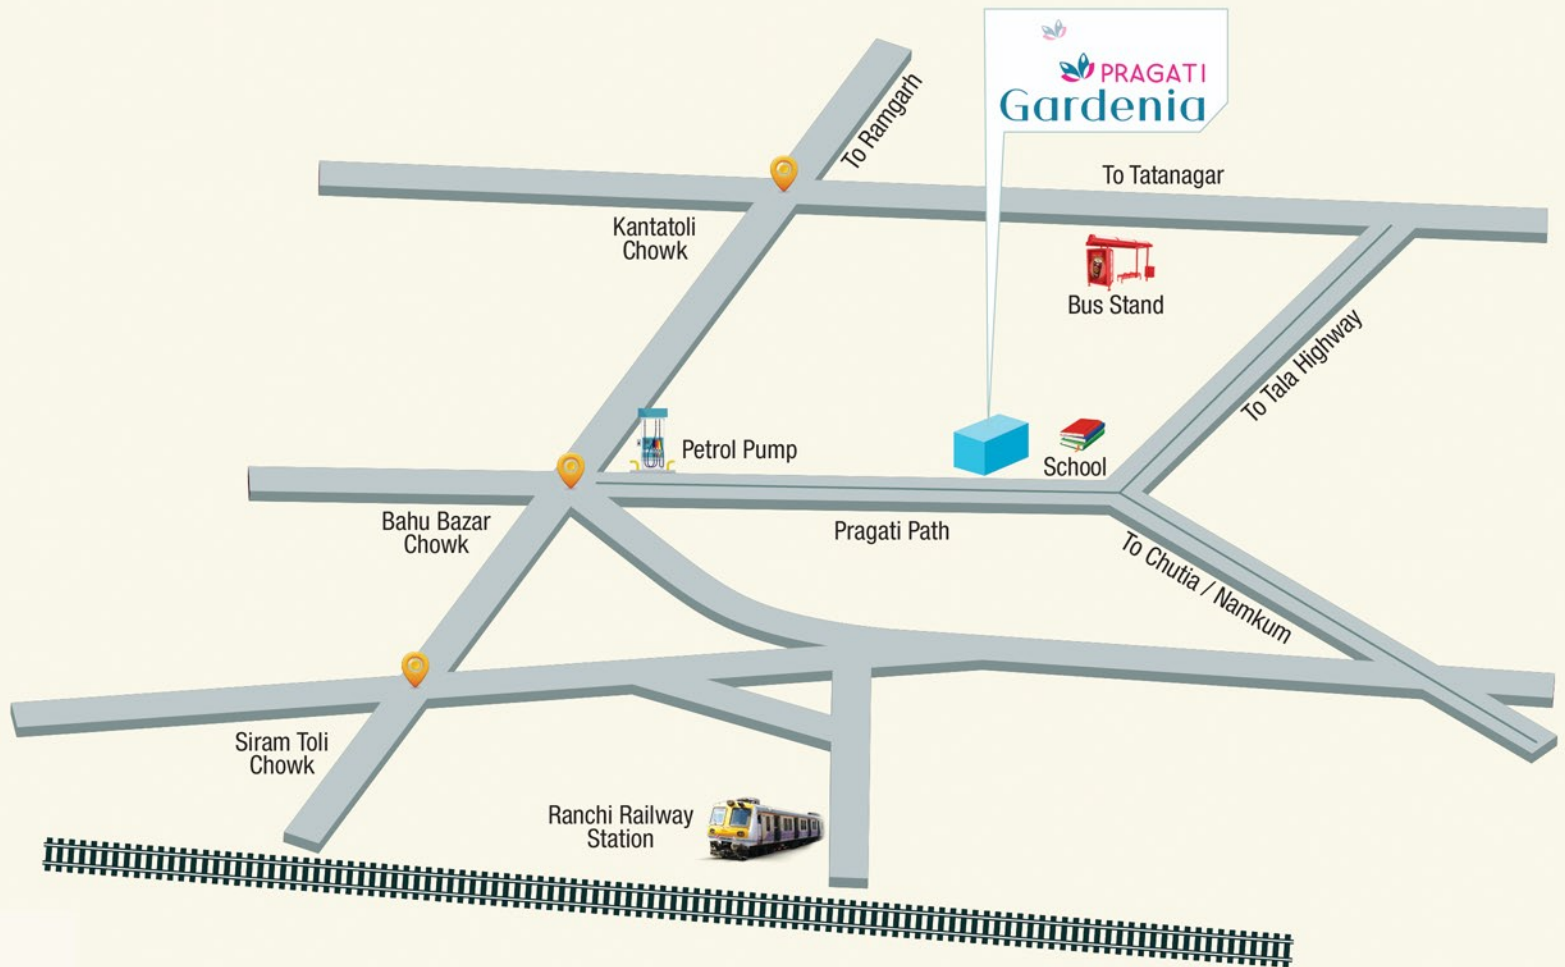 PRAGATI
Gardenia
To Ramgarh
To Tatanagar
Kantatoli
Chowk
Bus Stand
To Tala Highway
Petrol Pump
School
Bahu Bazar
Chowk
Pragati Path
To Chutia / Namkum
Siram Toli
Chowk
Ranchi Railway
Station